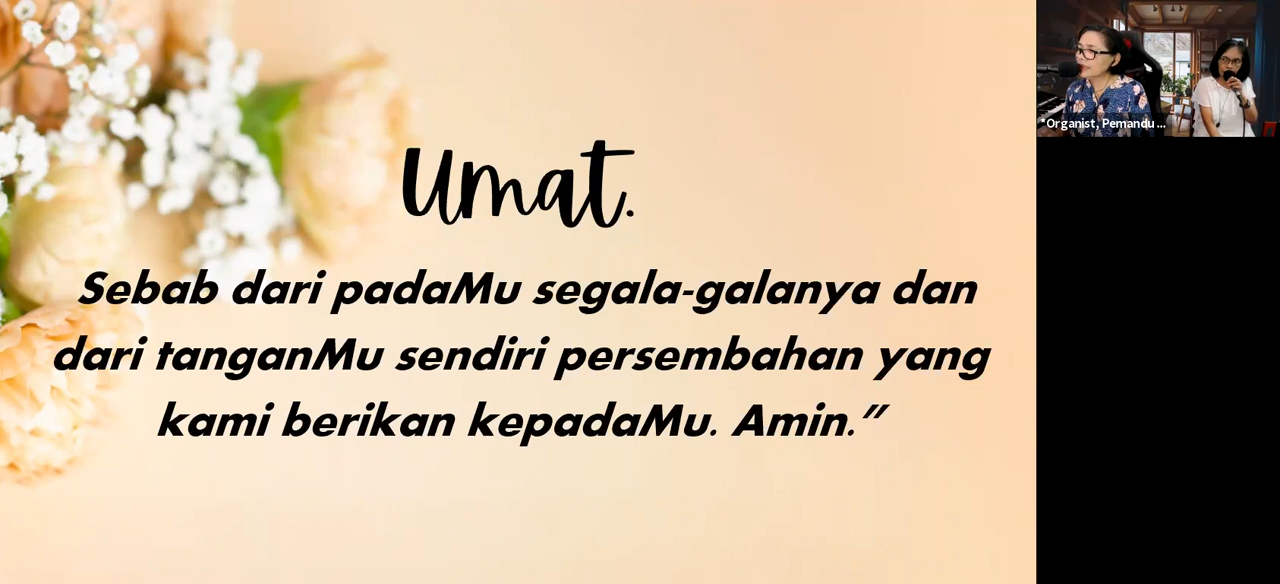 Umat.
Sebab dari padaMu segala-galanya dan
dari tanganMu sendiri persembahan yang
kami berikan kepadaMu. Amin.”
*Organist, Pemandu ...